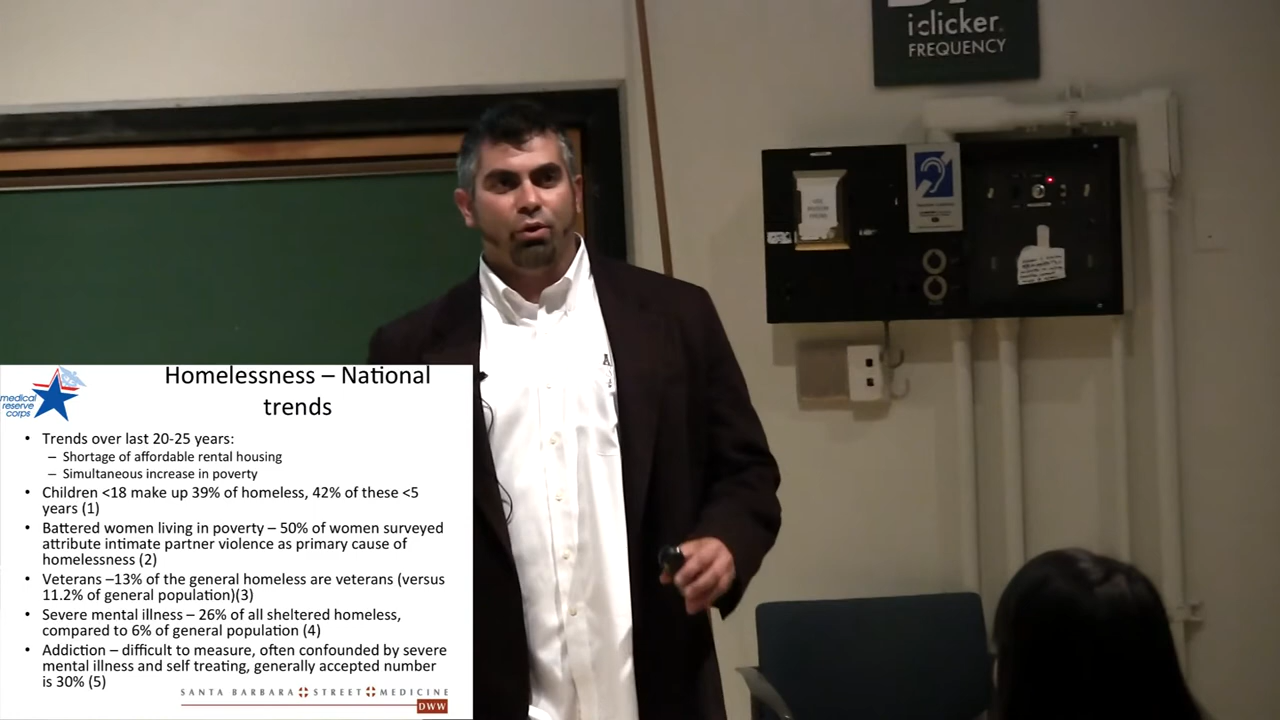 iclicker
FREQUENCY
medical
reserve
corps
Homelessness – National
trends
• Trends over last 20-25 years:
– Shortage of affordable rental housing
– Simultaneous increase in poverty
• Children <18 make up 39% of homeless, 42% of these <5
years (1)
• Battered women living in poverty – 50% of women surveyed
attribute intimate partner violence as primary cause of
homelessness (2)
• Veterans –13% of the general homeless are veterans (versus
11.2% of general population)(3)
• Severe mental illness – 26% of all sheltered homeless,
compared to 6% of general population (4)
• Addiction – difficult to measure, often confounded by severe
mental illness and self treating, generally accepted number
is 30% (5)
SANTA BARBARA STREET MEDICINE
DWW